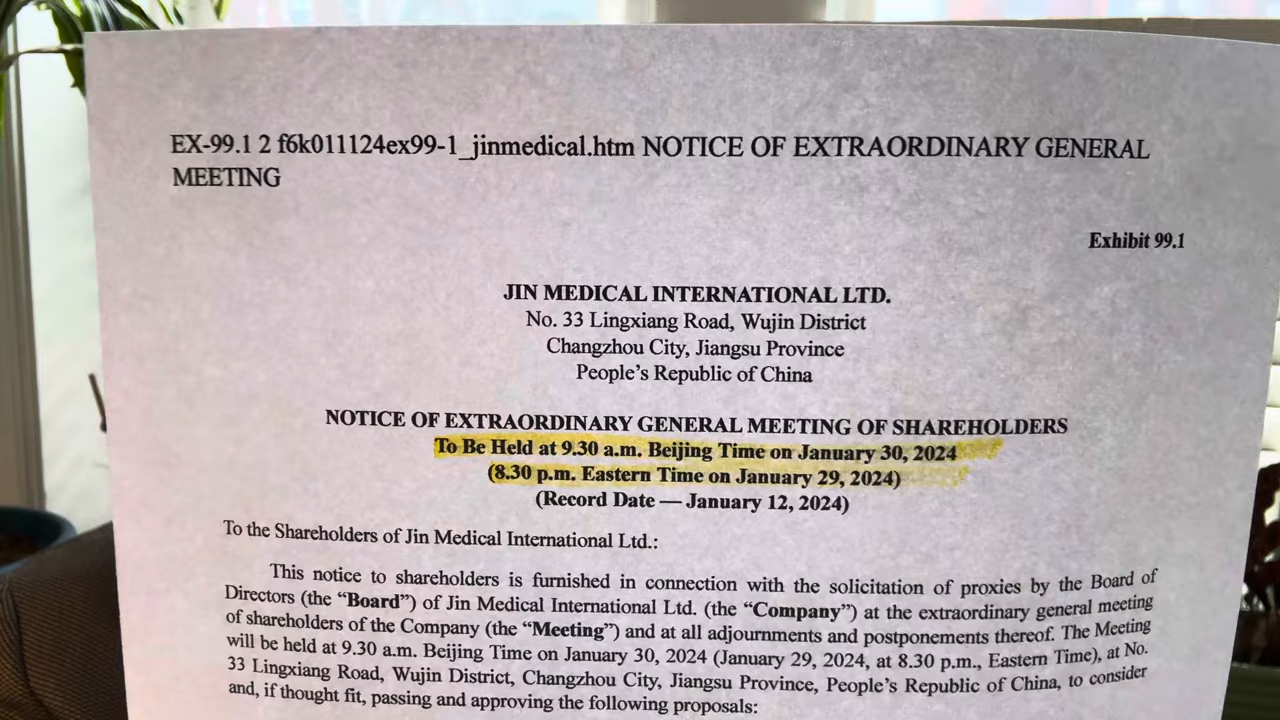 EX-99.1 2 f6k011124ex99-1_jinmedical.htm NOTICE OF EXTRAORDINARY GENERAL
MEETING
Exhibit 99.1
JIN MEDICAL INTERNATIONAL LTD.
No. 33 Lingxiang Road, Wujin District
Changzhou City, Jiangsu Province
People’s Republic of China
NOTICE OF EXTRAORDINARY GENERAL MEETING OF SHAREHOLDERS
To Be Held at 9.30 a.m. Beijing Time on January 30, 2024
(8.30 p.m. Eastern Time on January 29, 2024)
(Record Date — January 12, 2024)
To the Shareholders of Jin Medical International Ltd.:
This notice to shareholders is furnished in connection with the solicitation of proxies by the Board of
Directors (the “Board”) of Jin Medical International Ltd. (the “Company”) at the extraordinary general meeting
of shareholders of the Company (the “Meeting”) and at all adjournments and postponements thereof. The Meeting
will be held at 9.30 a.m. Beijing Time on January 30, 2024 (January 29, 2024, at 8.30 p.m., Eastern Time), at No.
33 Lingxiang Road, Wujin District, Changzhou City, Jiangsu Province, People’s Republic of China, to consider
and, if thought fit, passing and approving the following proposals: